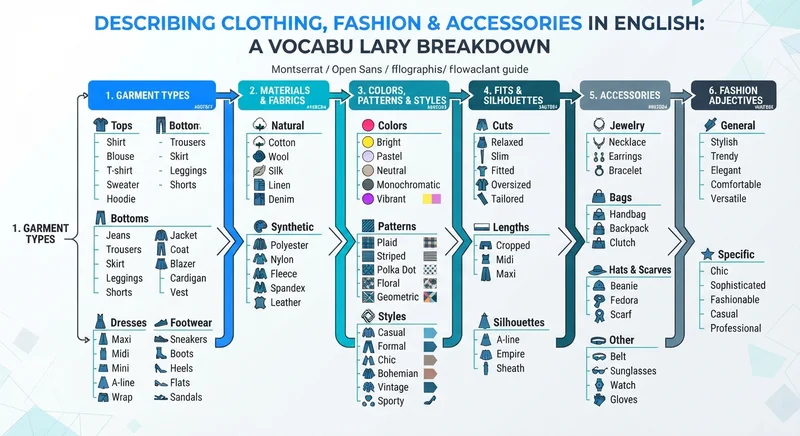 DESCRIBING CLOTHING, FASHION & ACCESSORIES IN ENGLISH:
A VOCABU LARY BREAKDOWN
Montserrat / Open Sans / fflographis/ flowaclant guide
1. GARMENT TYPES
1. GARMENT
TYPES
Tops
Shirt
Blouse
T-shirt
Sweater
Hoodie
Bottom.
Trousers
Skirt
Leggings
Shorts
Bottoms
Jeans
Trousers
Skirt
Leggings
Shorts
Jacket
Coat
Blazer
Cardigan
Vest
Dresses
Maxi
Midi
Mini
A-line
Wrap
Footwear
Sneakers
Boots
Heels
Flats
Sandals
2. MATERIALS
& FABRICS
Natural
Cotton
Wool
Silk
Linen
Denim
Synthetic
Polyester
Nylon
Fleece
Spandex
Leather
3. COLORS,
PATTERNS & STYLES
Colors
Bright
Pastel
Neutral
Monochromatic
Vibrant
Patterns
Plaid
Striped
Polka Dot
Floral
Geometric
Styles
Casual
Formal
Chic
Bohemian
Vintage
Sporty
4. FITS &
SILHOUETTES
Cuts
Relaxed
Slim
Fitted
Oversized
Tailored
Lengths
Cropped
Midi
Maxi
Silhouettes
A-line
Empire
Sheath
5. ACCESSORIES
Jewelry
Necklace
Earrings
Bracelet
Bags
Handbag
Backpack
Clutch
Hats & Scarves
Beanie
Fedora
Scarf
Other
Belt
Sunglasses
Watch
Gloves
6. FASHION
ADJECTIVES
General
Stylish
Trendy
Elegant
Comfortable
Versatile
Specific
Chic
Sophisticated
Fashionable
Casual
Professional